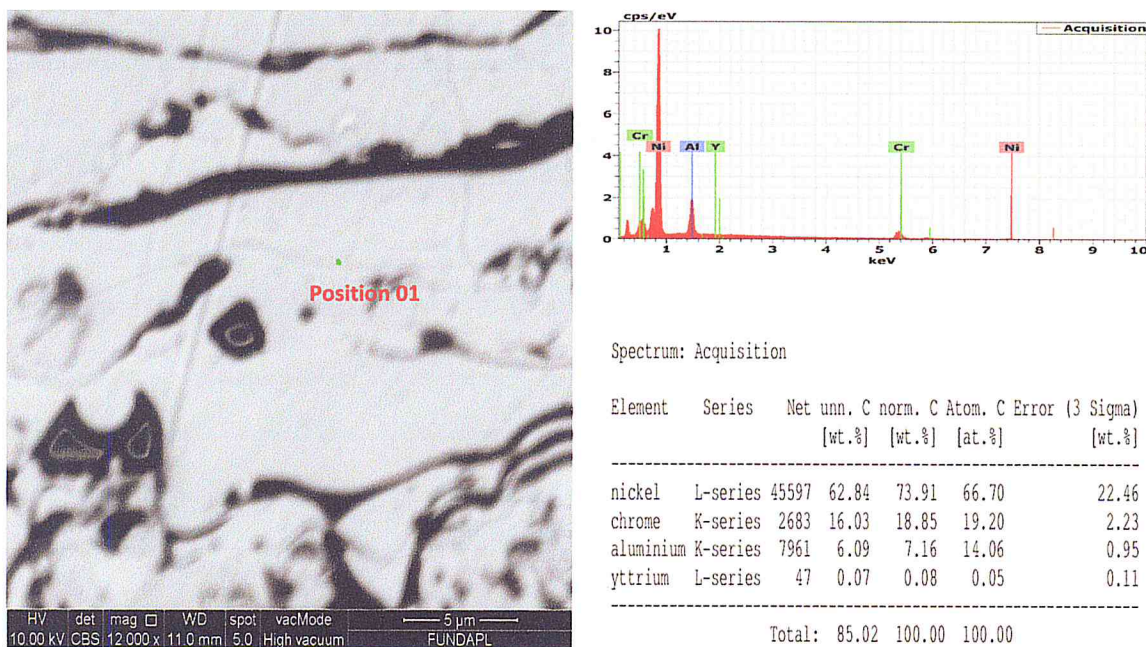 Position 01
HV det mag □ WD spot vacMode 5 µm
10.00 kV CBS 12 000 x 11.0 mm 5.0 High vacuum FUNDAPL
cps/eV
Acquisition
10
8
6
4
2
0
Cr Ni Al Y Cr Ni
1 2 3 4 5 6 7 8 9 10
keV
Spectrum: Acquisition
Element Series Net unn. C norm. C Atom. C Error (3 Sigma)
[wt.%] [wt.%] [at.%] [wt.%]
nickel L-series 45597 62.84 73.91 66.70 22.46
chrome K-series 2683 16.03 18.85 19.20 2.23
aluminium K-series 7961 6.09 7.16 14.06 0.95
yttrium L-series 47 0.07 0.08 0.05 0.11
Total: 85.02 100.00 100.00